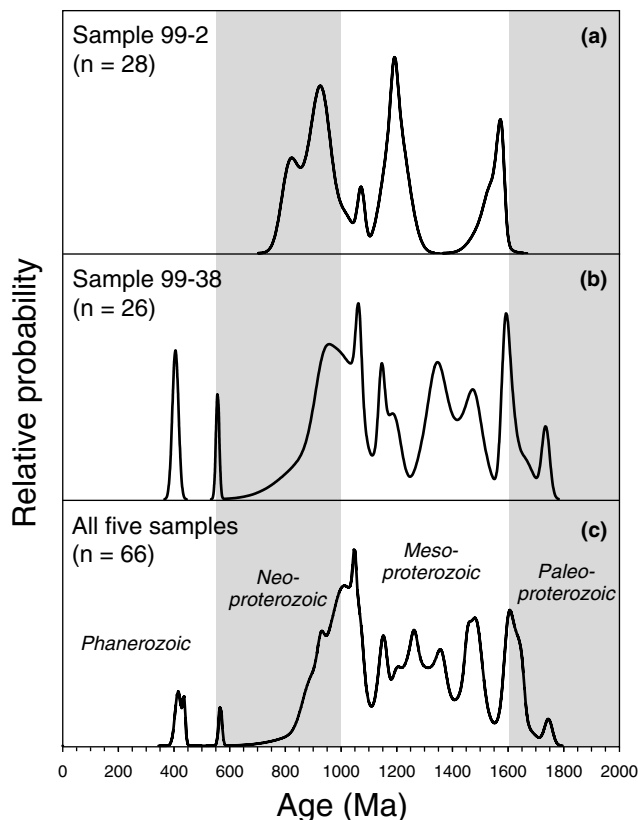 Sample 99-2
(n = 28)
(a)
Sample 99-38
(n = 26)
(b)
All five samples
(n = 66)
(c)
Neo-
proterozoic
Meso-
proterozoic
Paleo-
proterozoic
Phanerozoic
Relative probability
0 200 400 600 800 1000 1200 1400 1600 1800 2000
Age (Ma)